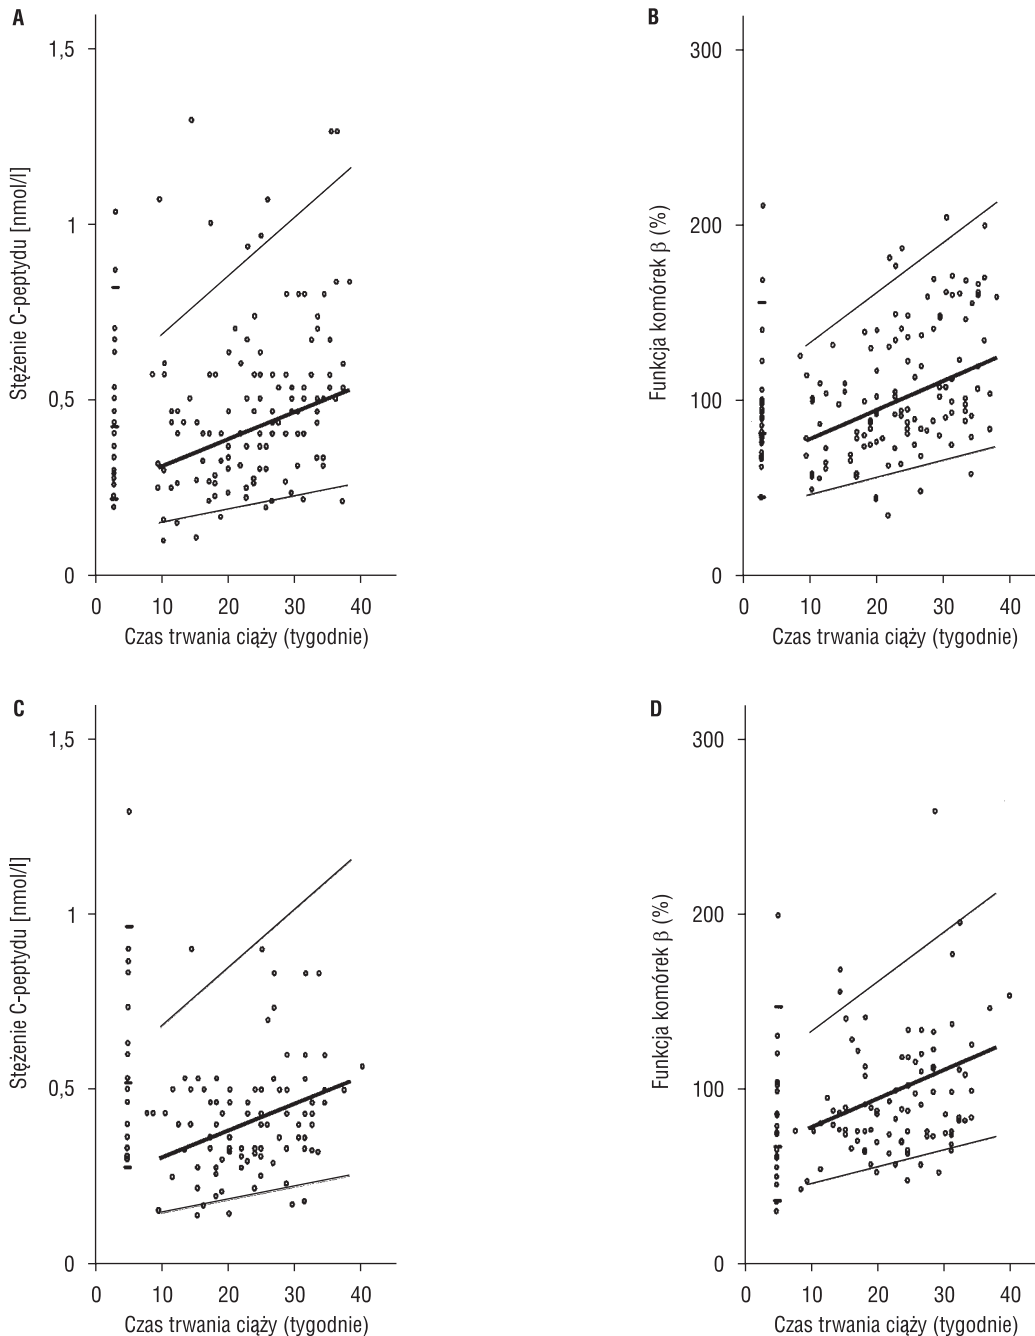 A
Stężenie C-peptydu [nmol/l]
1,5
1
0,5
0
0 10 20 30 40
Czas trwania ciąży (tygodnie)
B
Funkcja komórek β (%)
300
200
100
0
0 10 20 30 40
Czas trwania ciąży (tygodnie)
C
Stężenie C-peptydu [nmol/l]
1,5
1
0,5
0
0 10 20 30 40
Czas trwania ciąży (tygodnie)
D
Funkcja komórek β (%)
300
200
100
0
0 10 20 30 40
Czas trwania ciąży (tygodnie)